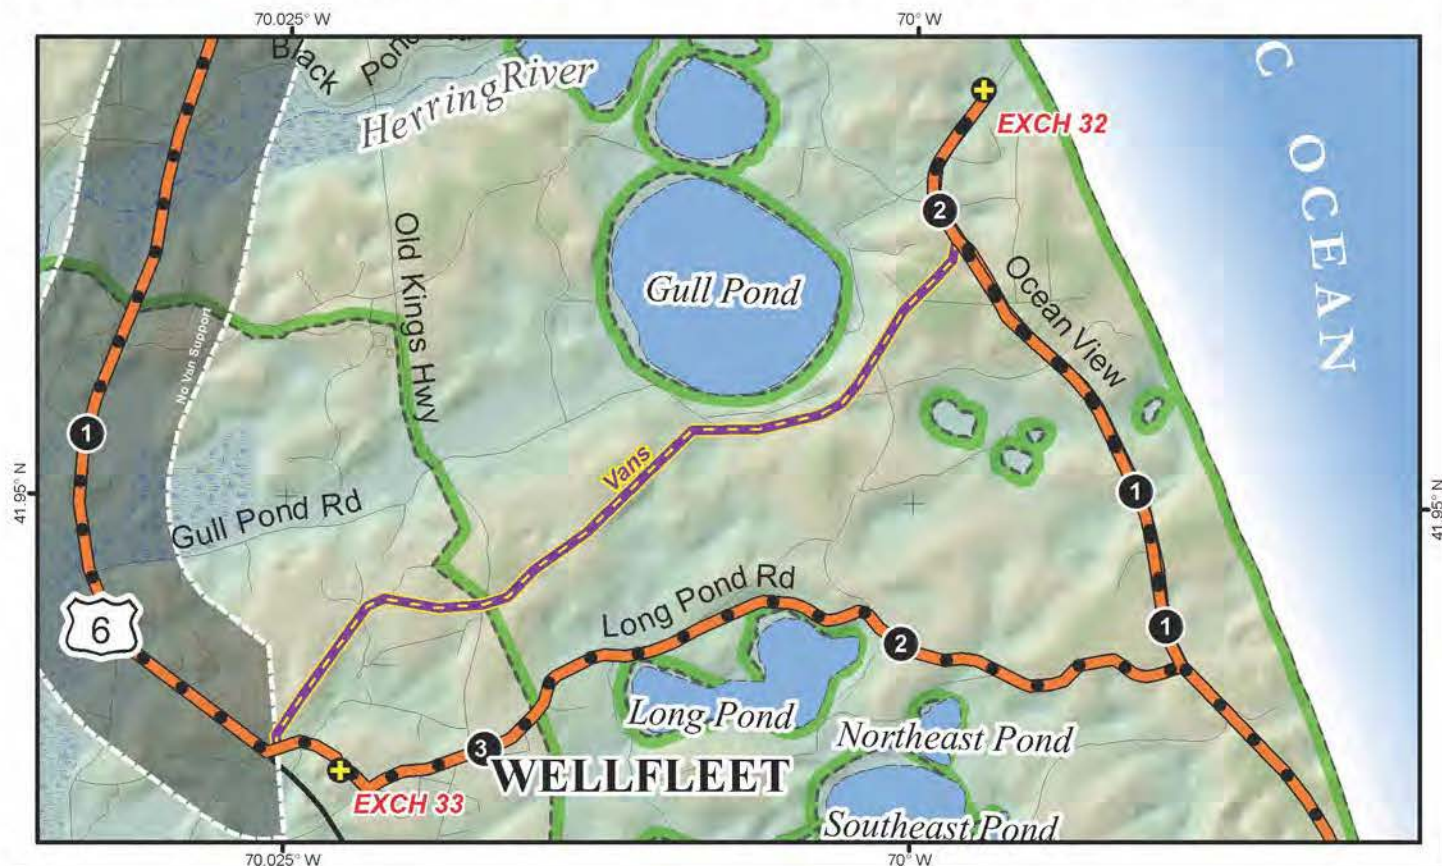 70.025° W
70° W
Black
Pond
Herring River
C OCEAN
EXCH 32
2
Old Kings Hwy
Gull Pond
Ocean View
No Van Support
1
Vans
1
41.95° N
41.95° N
Gull Pond Rd
Long Pond Rd
6
1
2
Long Pond
Northeast Pond
3
WELLFLEET
EXCH 33
Southeast Pond
70.025° W
70° W